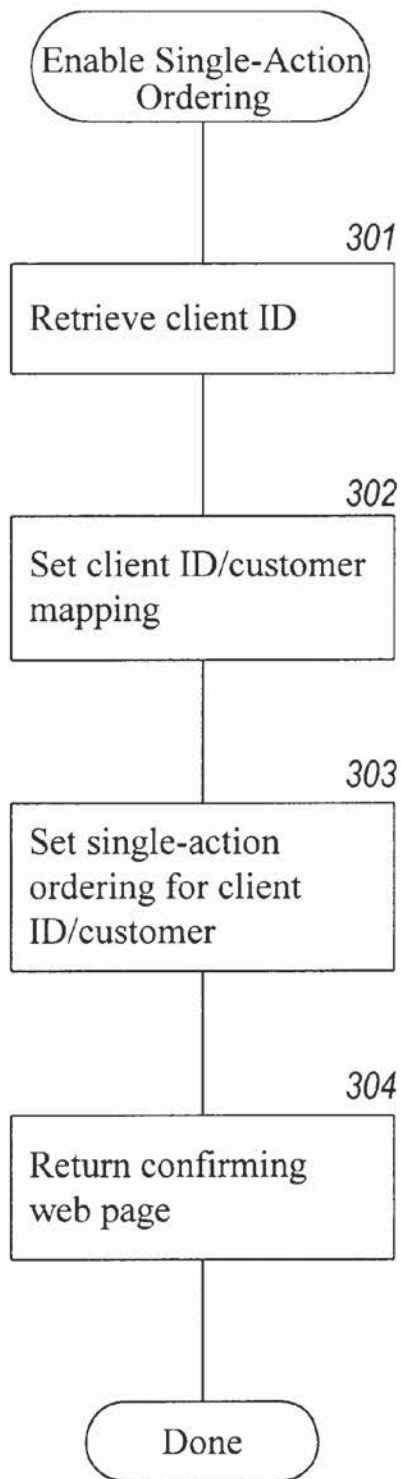 Enable Single-Action
Ordering
301
Retrieve client ID
302
Set client ID/customer
mapping
303
Set single-action
ordering for client
ID/customer
304
Return confirming
web page
Done